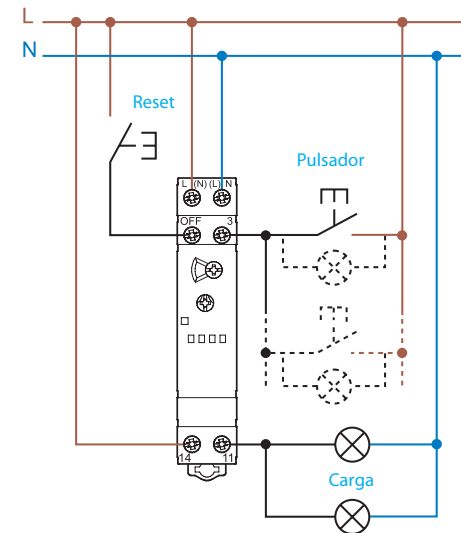 L
N
Reset
Pulsador
L (N) (L) N
OFF 3
14 11
Carga